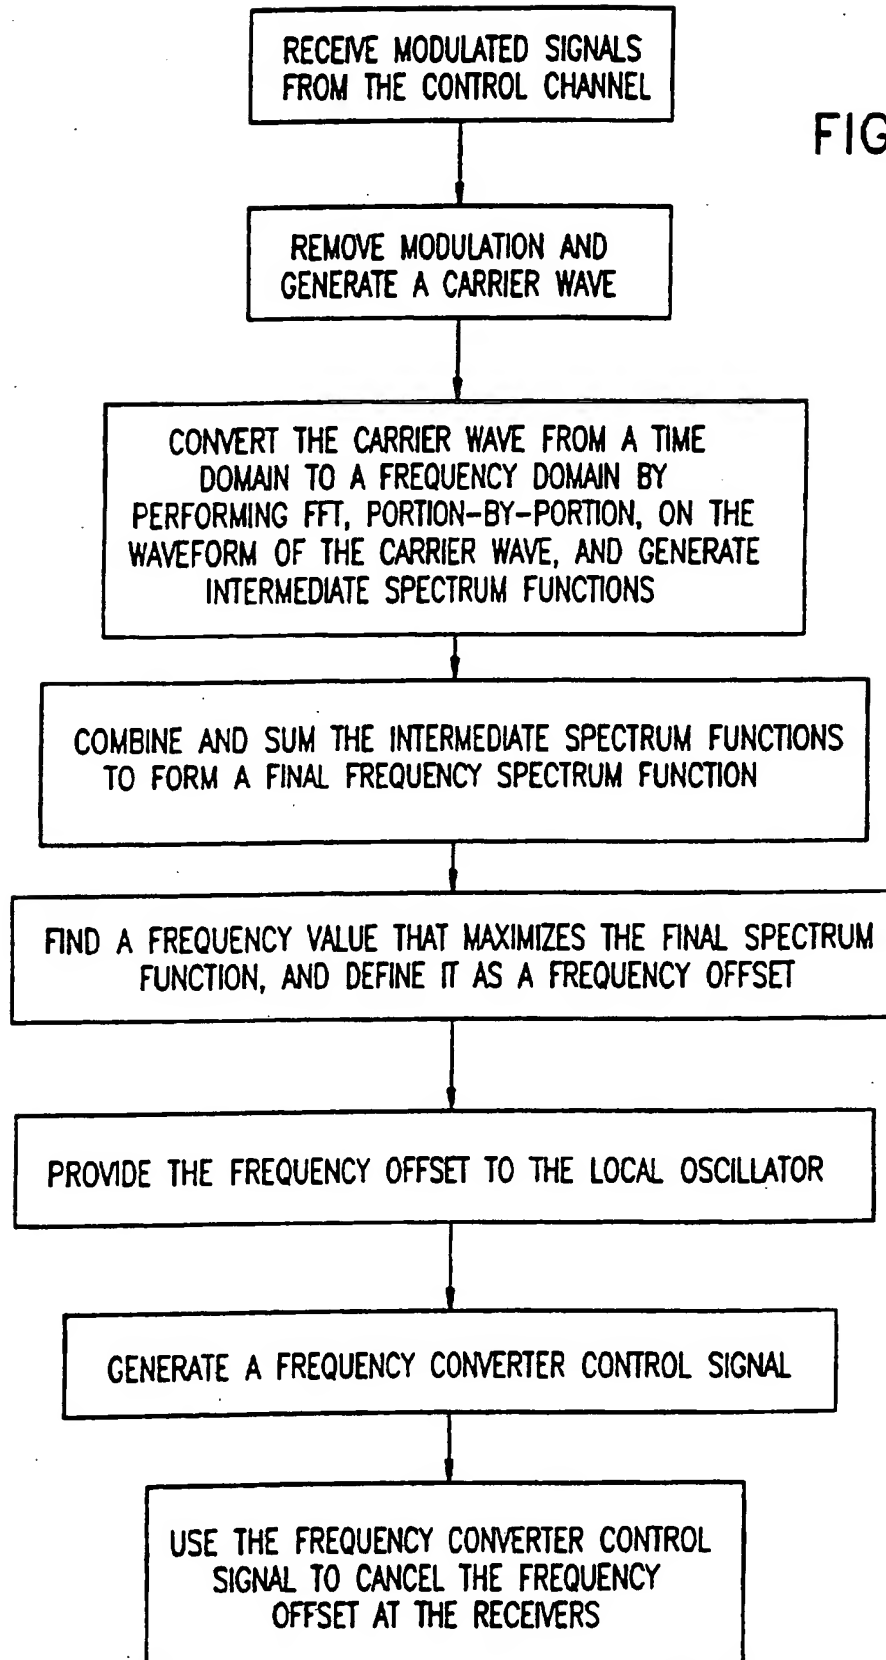 RECEIVE MODULATED SIGNALS
FROM THE CONTROL CHANNEL
FIG
REMOVE MODULATION AND
GENERATE A CARRIER WAVE
CONVERT THE CARRIER WAVE FROM A TIME
DOMAIN TO A FREQUENCY DOMAIN BY
PERFORMING FFT, PORTION-BY-PORTION, ON THE
WAVEFORM OF THE CARRIER WAVE, AND GENERATE
INTERMEDIATE SPECTRUM FUNCTIONS
COMBINE AND SUM THE INTERMEDIATE SPECTRUM FUNCTIONS
TO FORM A FINAL FREQUENCY SPECTRUM FUNCTION
FIND A FREQUENCY VALUE THAT MAXIMIZES THE FINAL SPECTRUM
FUNCTION, AND DEFINE IT AS A FREQUENCY OFFSET
PROVIDE THE FREQUENCY OFFSET TO THE LOCAL OSCILLATOR
GENERATE A FREQUENCY CONVERTER CONTROL SIGNAL
USE THE FREQUENCY CONVERTER CONTROL
SIGNAL TO CANCEL THE FREQUENCY
OFFSET AT THE RECEIVERS